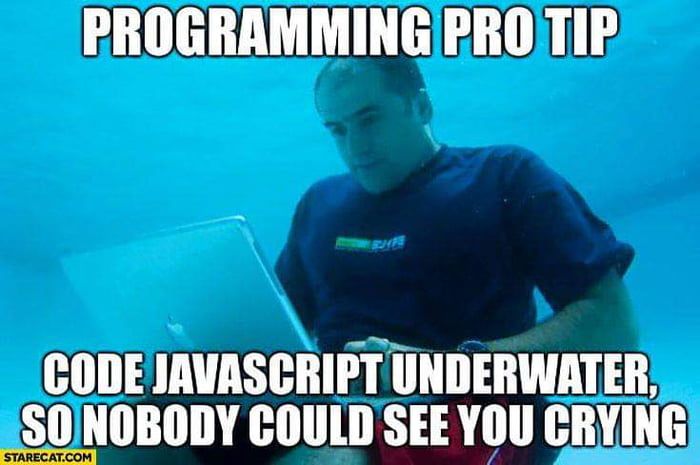 PROGRAMMING PRO TIP
CODE JAVASCRIPT UNDERWATER,
SO NOBODY COULD SEE YOU CRYING
STARECAT.COM